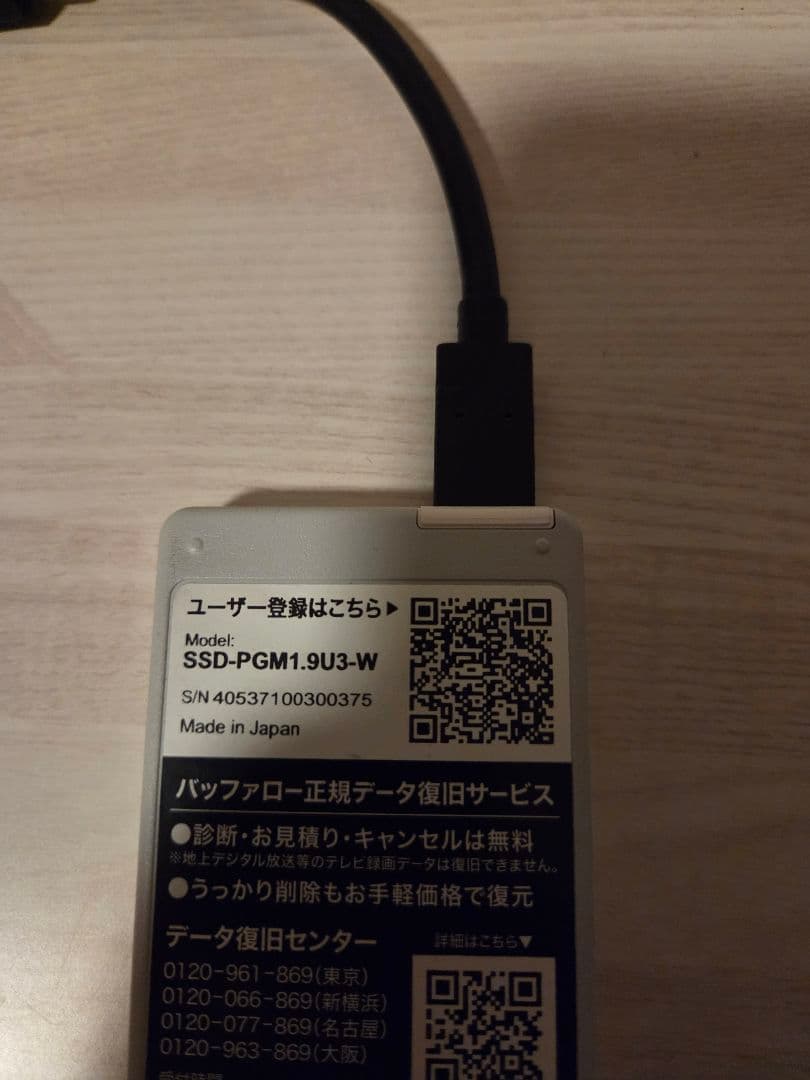 ユーザー登録はこちら▶
Model:
SSD-PGM1.9U3-W
S/N 40537100300375
Made in Japan
バッファロー正規データ復旧サービス
●診断・お見積り・キャンセルは無料
※地上デジタル放送等のテレビ録画データは復旧できません。
●うっかり削除もお手軽価格で復元
データ復旧センター
詳細はこちら▼
0120-961-869(東京)
0120-066-869(新横浜)
0120-077-869(名古屋)
0120-963-869(大阪)
受付時間